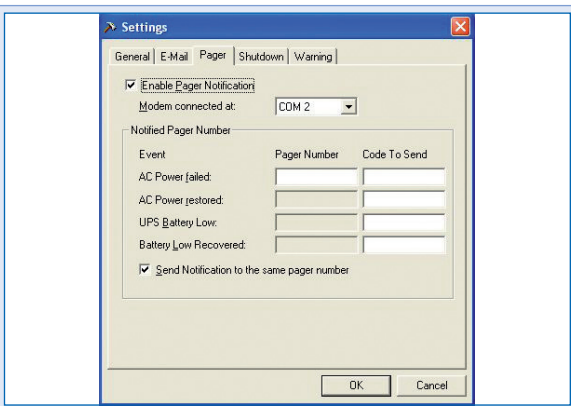 Settings
General E-Mail Pager Shutdown Warning
Enable Pager Notification
Modem connected at: COM 2
Notified Pager Number
Event Pager Number Code To Send
AC Power failed:
AC Power restored:
UPS Battery Low:
Battery Low Recovered:
Send Notification to the same pager number
OK Cancel